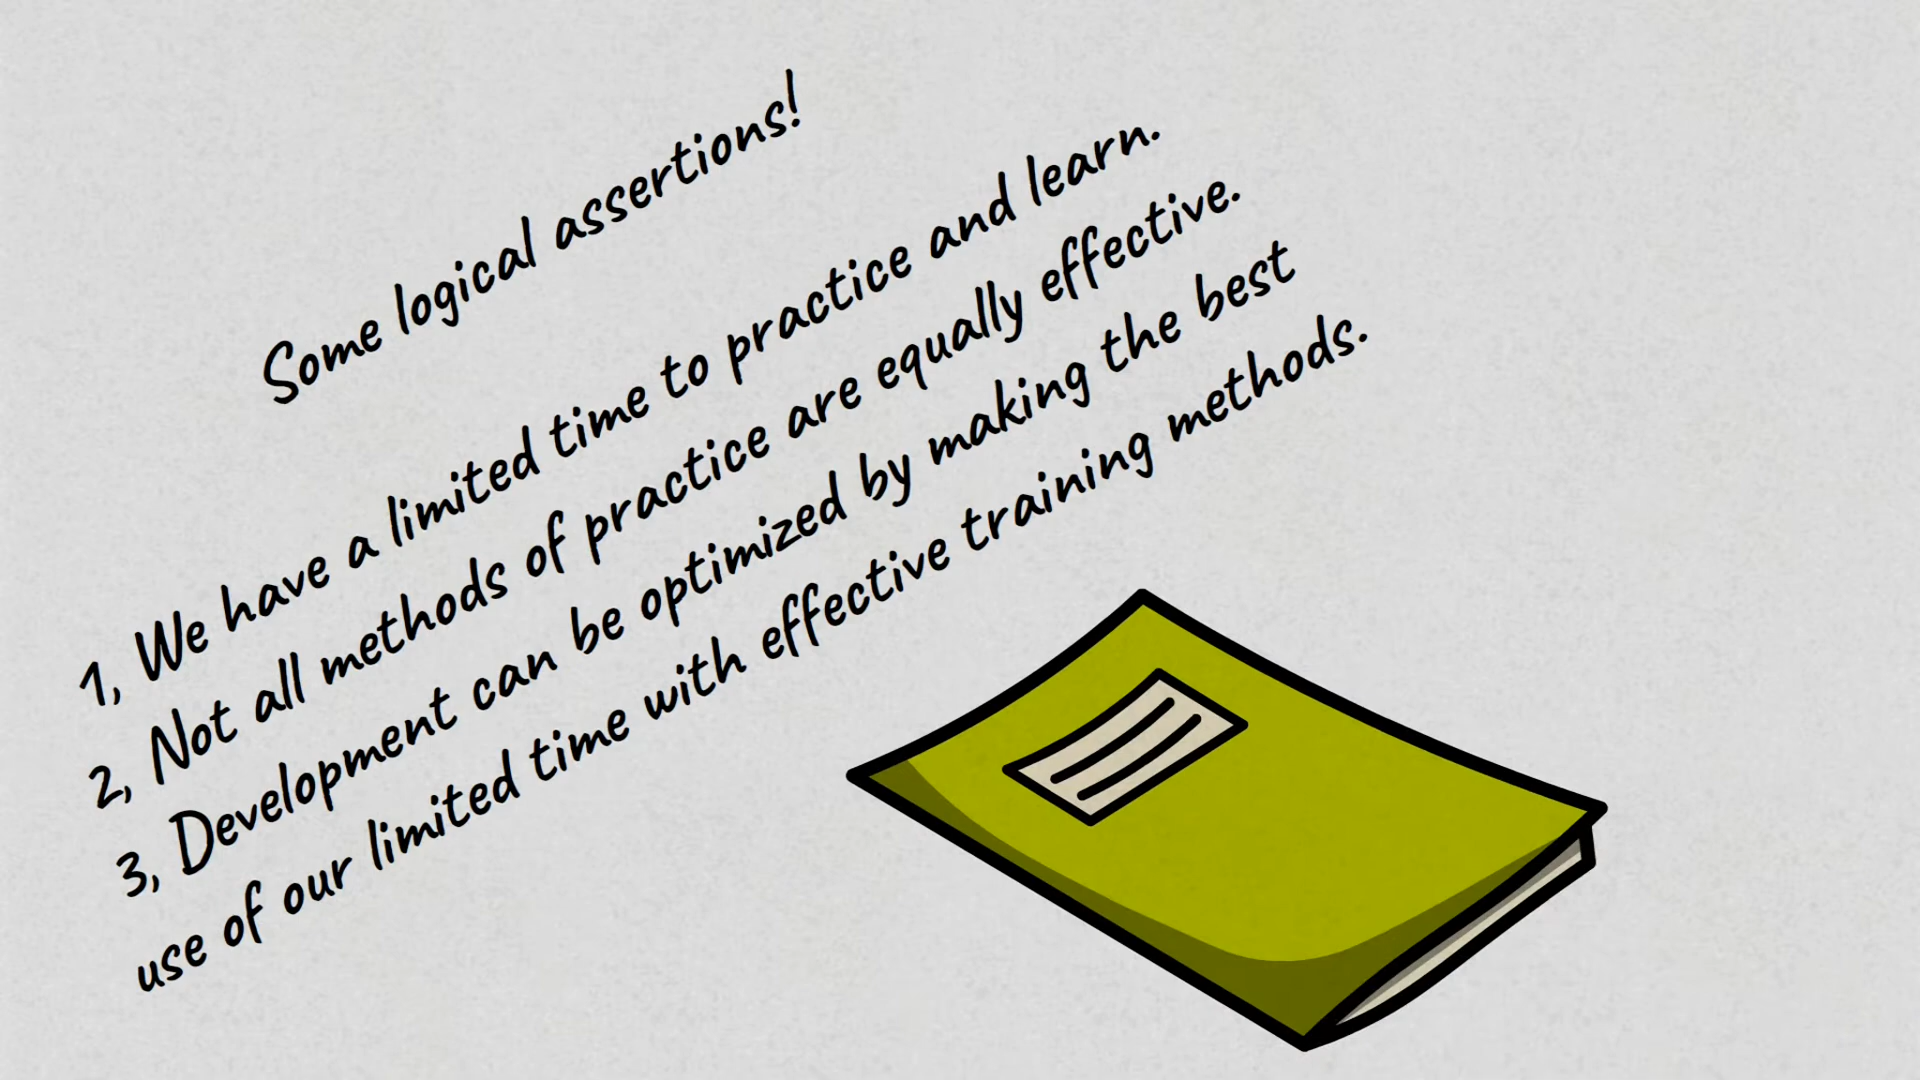 Some logical assertions!
1, We have a limited time to practice and learn.
2, Not all methods of practice are equally effective.
3, Development can be optimized by making the best
use of our limited time with effective training methods.